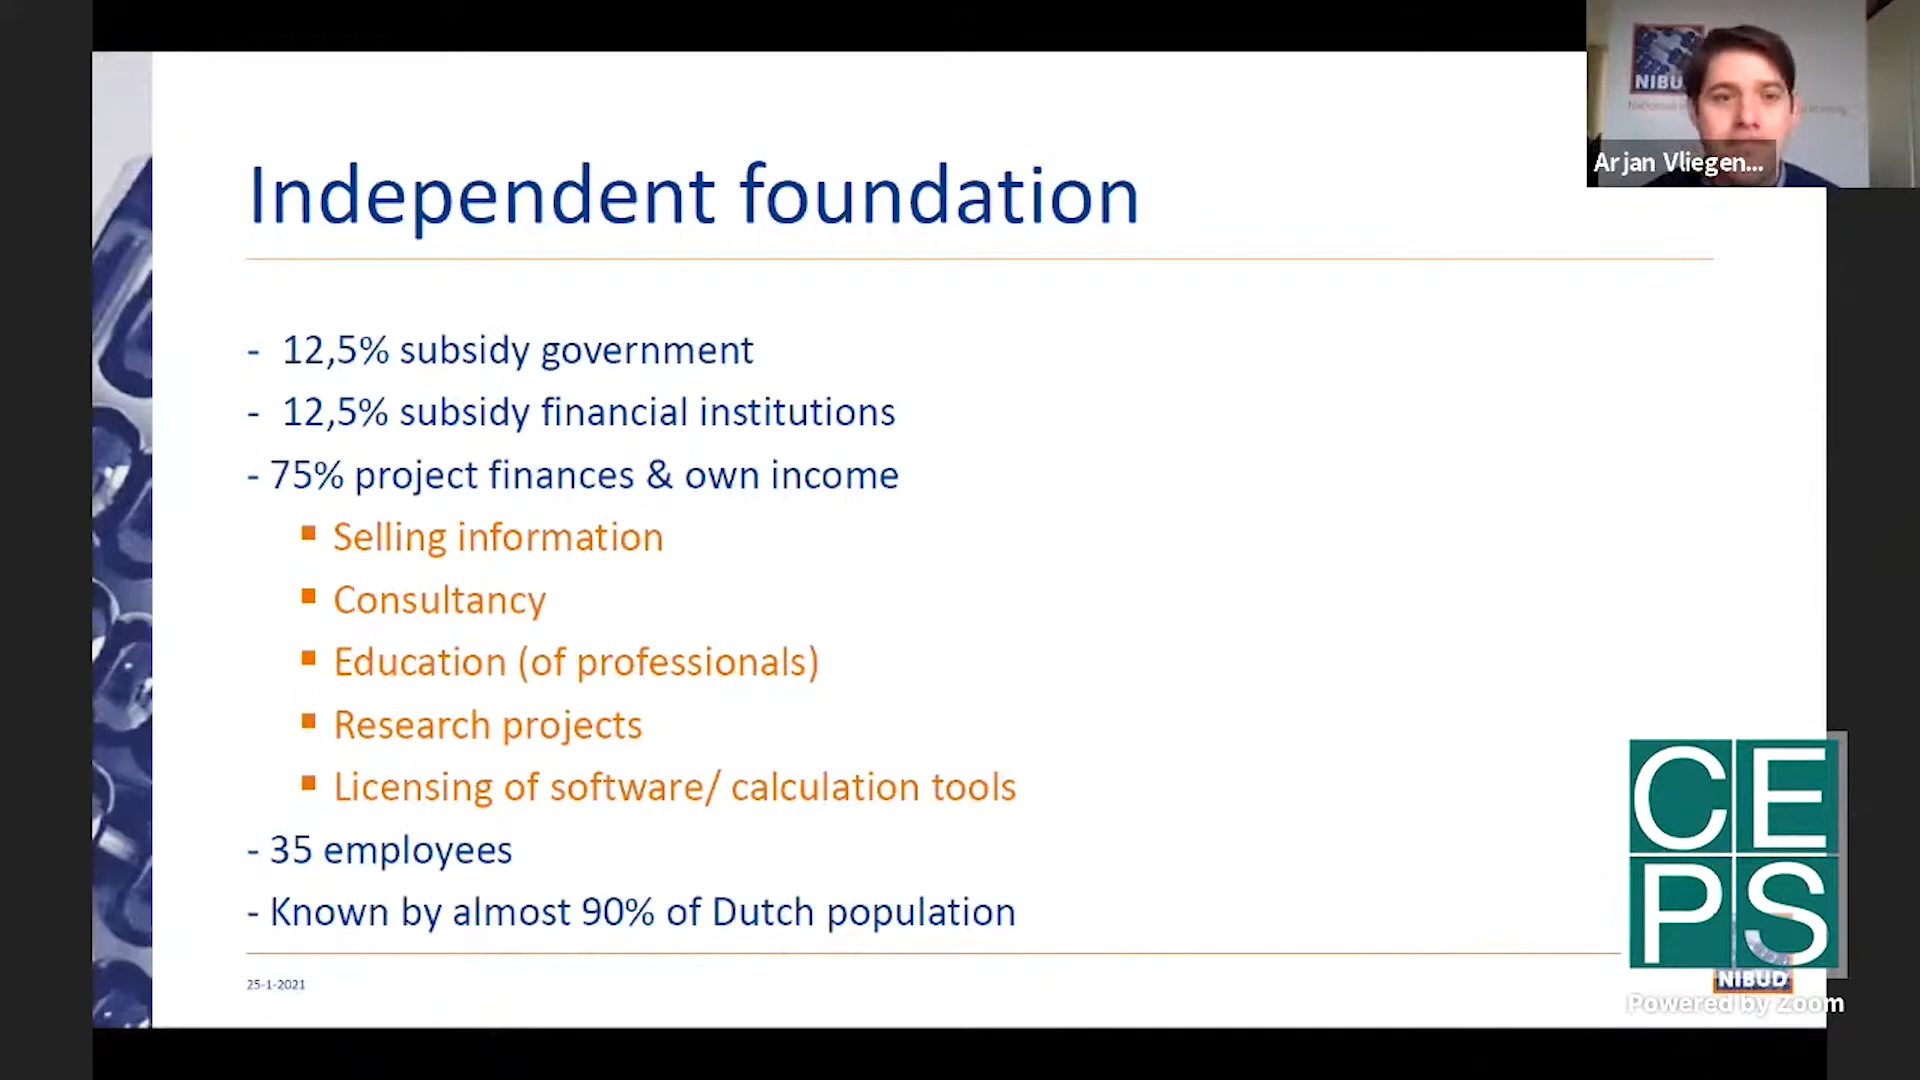 NIBU
Arjan Vliegen...
Independent foundation
- 12,5% subsidy government
- 12,5% subsidy financial institutions
- 75% project finances & own income
▪ Selling information
▪ Consultancy
▪ Education (of professionals)
▪ Research projects
▪ Licensing of software/ calculation tools
- 35 employees
- Known by almost 90% of Dutch population
25-1-2021
CE
PS
NIBUD
Powered by Zoom